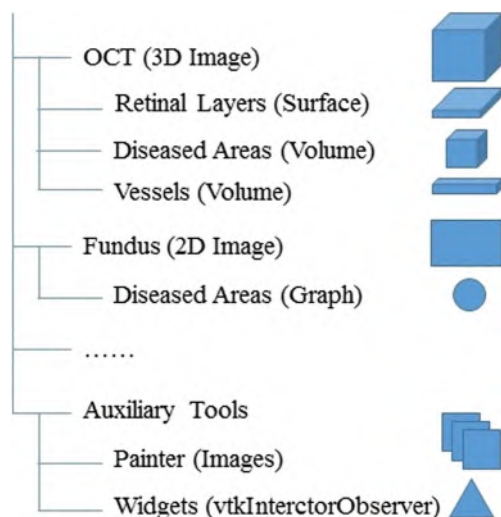 OCT (3D Image)
Retinal Layers (Surface)
Diseased Areas (Volume)
Vessels (Volume)
Fundus (2D Image)
Diseased Areas (Graph)
......
Auxiliary Tools
Painter (Images)
Widgets (vtkInterctorObserver)